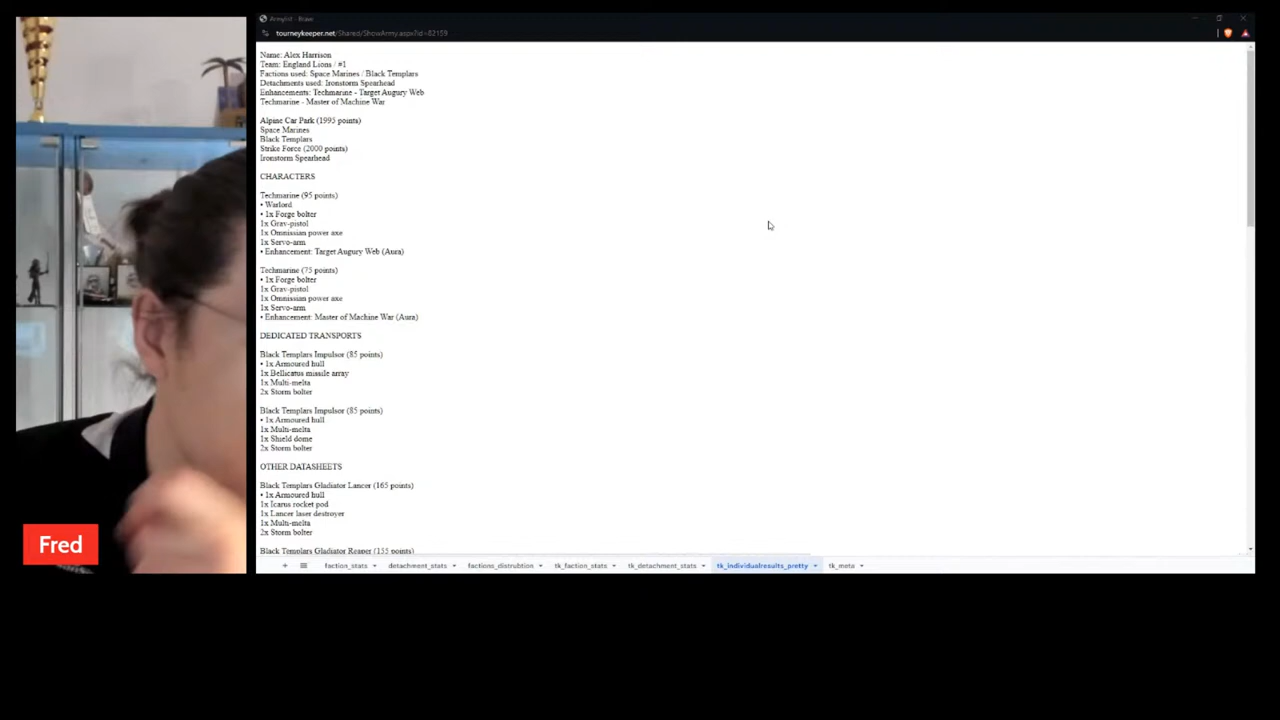 Armylist - Brave
tourneykeeper.net/Shared/ShowArmy.aspx?id=82159
Name: Alex Harrison
Team: England Lions / #1
Factions used: Space Marines / Black Templars
Detachments used: Ironstorm Spearhead
Enhancements: Techmarine - Target Augury Web
Techmarine - Master of Machine War
Alpine Car Park (1995 points)
Space Marines
Black Templars
Strike Force (2000 points)
Ironstorm Spearhead
CHARACTERS
Techmarine (95 points)
• Warlord
• 1x Forge bolter
1x Grav-pistol
1x Omnissian power axe
1x Servo-arm
• Enhancement: Target Augury Web (Aura)
Techmarine (75 points)
• 1x Forge bolter
1x Grav-pistol
1x Omnissian power axe
1x Servo-arm
• Enhancement: Master of Machine War (Aura)
DEDICATED TRANSPORTS
Black Templars Impulsor (85 points)
• 1x Armoured hull
1x Bellicatus missile array
1x Multi-melta
2x Storm bolter
Black Templars Impulsor (85 points)
• 1x Armoured hull
1x Multi-melta
1x Shield dome
2x Storm bolter
OTHER DATASHEETS
Black Templars Gladiator Lancer (165 points)
• 1x Armoured hull
1x Icarus rocket pod
1x Lancer laser destroyer
1x Multi-melta
2x Storm bolter
Black Templars Gladiator Reaper (155 points)
faction_stats detachment_stats factions_distrubtion tk_faction_stats tk_detachment_stats tk_individualresults_pretty tk_meta
Fred